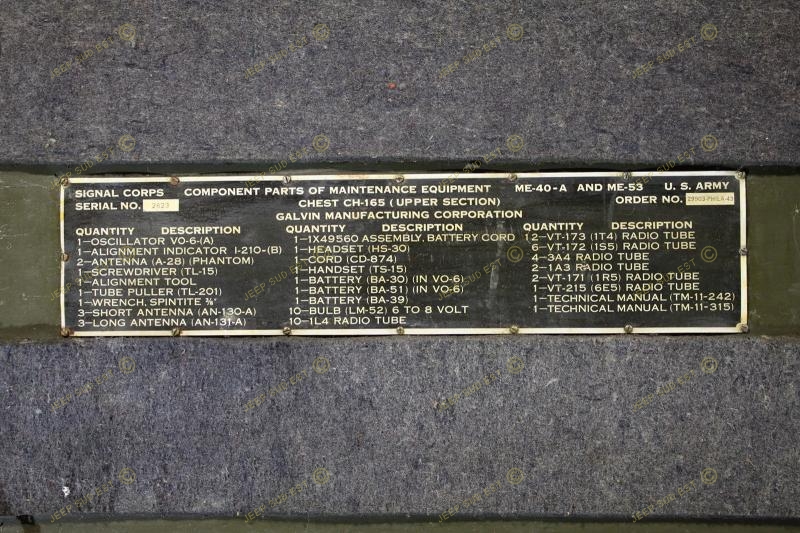 SIGNAL CORPS COMPONENT PARTS OF MAINTENANCE EQUIPMENT ME-40-A AND ME-53 U. S. ARMY
SERIAL NO. 2623 CHEST CH-165 (UPPER SECTION) ORDER NO. 29903-PHILA-43
GALVIN MANUFACTURING CORPORATION
QUANTITY DESCRIPTION
1—OSCILLATOR VO-6-(A)
1—ALIGNMENT INDICATOR I-210-(B)
2—ANTENNA (A-28) (PHANTOM)
1—SCREWDRIVER (TL-15)
1—ALIGNMENT TOOL
1—TUBE PULLER (TL-201)
1—WRENCH, SPINTITE ⅜"
3—SHORT ANTENNA (AN-130-A)
3—LONG ANTENNA (AN-131-A)
QUANTITY DESCRIPTION
1—1X49560 ASSEMBLY, BATTERY CORD
1—HEADSET (HS-30)
1—CORD (CD-874)
1—HANDSET (TS-15)
1—BATTERY (BA-30) (IN VO-6)
1—BATTERY (BA-51) (IN VO-6)
1—BATTERY (BA-39)
10—BULB (LM-52) 6 TO 8 VOLT
10—1L4 RADIO TUBE
QUANTITY DESCRIPTION
12—VT-173 (1T4) RADIO TUBE
6—VT-172 (1S5) RADIO TUBE
4—3A4 RADIO TUBE
2—1A3 RADIO TUBE
2—VT-171 (1R5) RADIO TUBE
1—VT-215 (6E5) RADIO TUBE
1—TECHNICAL MANUAL (TM-11-242)
1—TECHNICAL MANUAL (TM-11-315)
JEEP SUD EST ©